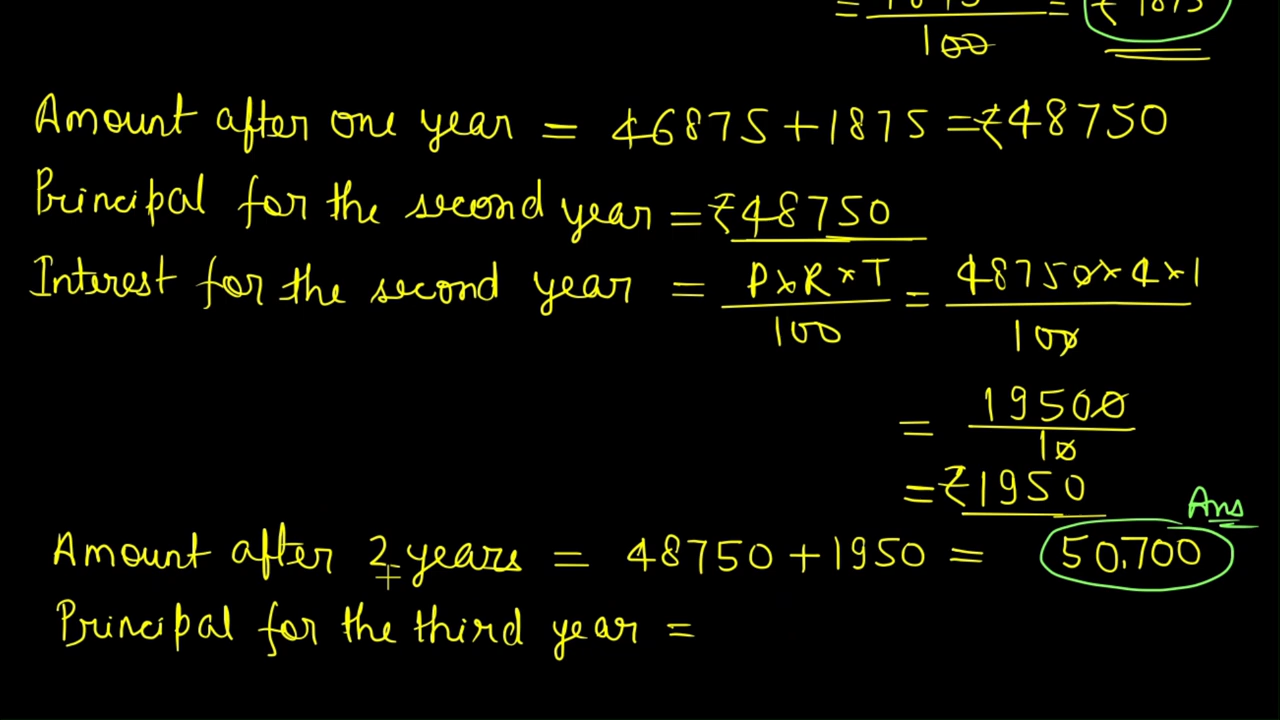 = 100 = ₹ 1875
Amount after one year = 46875 + 1875 = ₹48750
Principal for the second year = ₹48750
Interest for the second year = P×R×T / 100 = 48750×4×1 / 100
= 19500 / 10
= ₹1950
Ans
Amount after 2 years = 48750 + 1950 = 50,700
Principal for the third year =